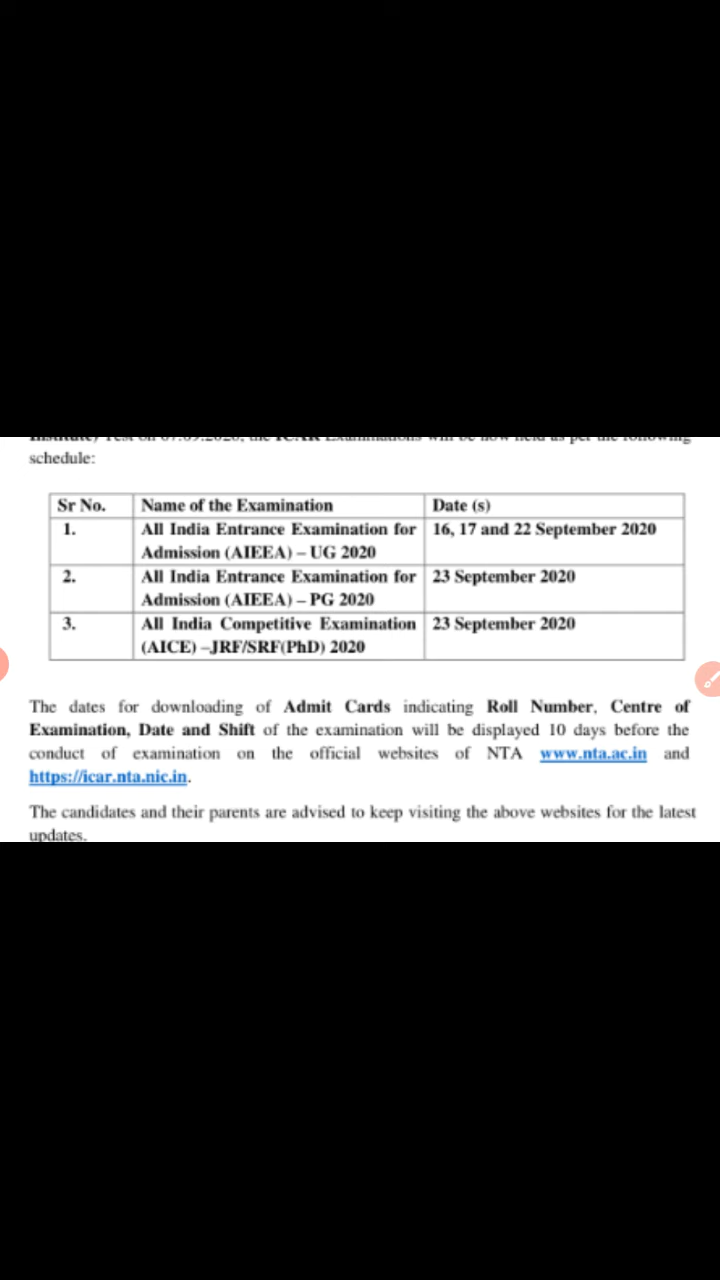 schedule:
Sr No. Name of the Examination Date (s)
1. All India Entrance Examination for 16, 17 and 22 September 2020
Admission (AIEEA) – UG 2020
2. All India Entrance Examination for 23 September 2020
Admission (AIEEA) – PG 2020
3. All India Competitive Examination 23 September 2020
(AICE) –JRF/SRF(PhD) 2020
The dates for downloading of Admit Cards indicating Roll Number, Centre of
Examination, Date and Shift of the examination will be displayed 10 days before the
conduct of examination on the official websites of NTA www.nta.ac.in and
https://icar.nta.nic.in.
The candidates and their parents are advised to keep visiting the above websites for the latest
updates.